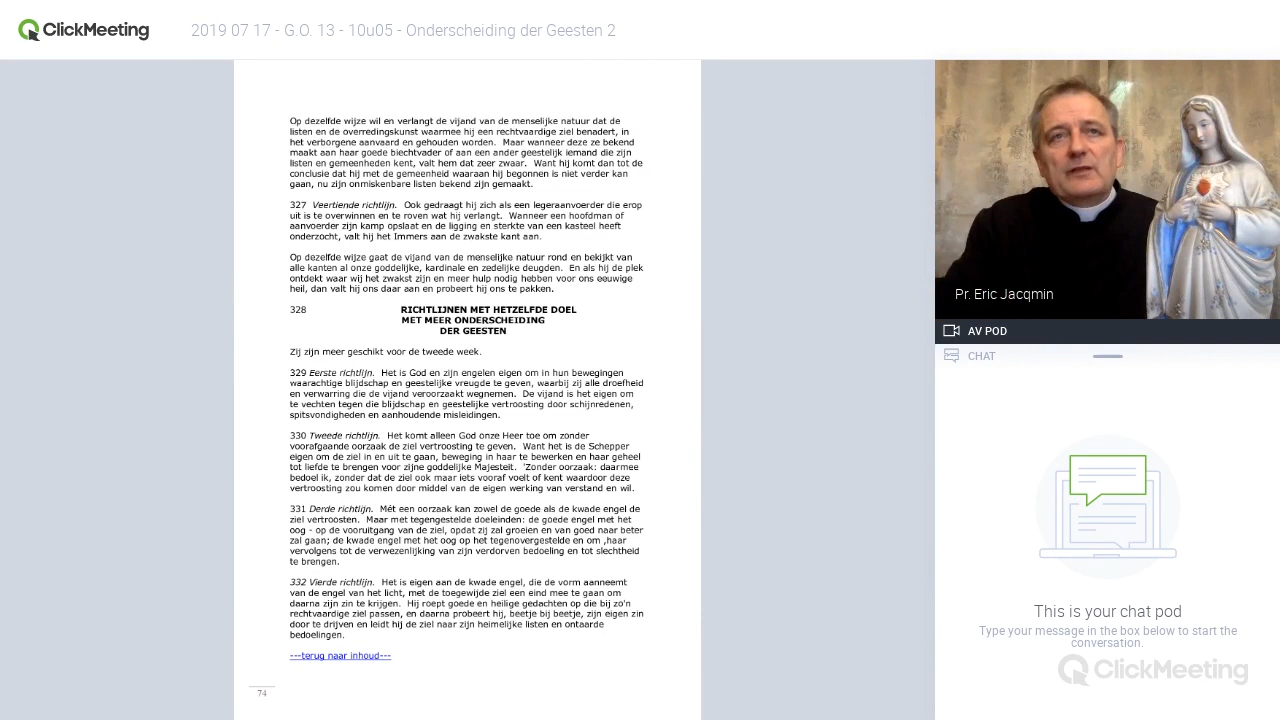 ClickMeeting
2019 07 17 - G.O. 13 - 10u05 - Onderscheiding der Geesten 2
Op dezelfde wijze wil en verlangt de vijand van de menselijke natuur dat de
listen en de overredingskunst waarmee hij een rechtvaardige ziel benadert, in
het verborgene aanvaard en gehouden worden.  Maar wanneer deze ze bekend
maakt aan haar goede biechtvader of aan een ander geestelijk iemand die zijn
listen en gemeenheden kent, valt hem dat zeer zwaar.  Want hij komt dan tot de
conclusie dat hij met de gemeenheid waaraan hij begonnen is niet verder kan
gaan, nu zijn onmiskenbare listen bekend zijn gemaakt.
327  Veertiende richtlijn.  Ook gedraagt hij zich als een legeraanvoerder die erop
uit is te overwinnen en te roven wat hij verlangt.  Wanneer een hoofdman of
aanvoerder zijn kamp opslaat en de ligging en sterkte van een kasteel heeft
onderzocht, valt hij het Immers aan de zwakste kant aan.
Op dezelfde wijze gaat de vijand van de menselijke natuur rond en bekijkt van
alle kanten al onze goddelijke, kardinale en zedelijke deugden.  En als hij de plek
ontdekt waar wij het zwakst zijn en meer hulp nodig hebben voor ons eeuwige
heil, dan valt hij ons daar aan en probeert hij ons te pakken.
328 RICHTLIJNEN MET HETZELFDE DOEL
MET MEER ONDERSCHEIDING
DER GEESTEN
Zij zijn meer geschikt voor de tweede week.
329 Eerste richtlijn.  Het is God en zijn engelen eigen om in hun bewegingen
waarachtige blijdschap en geestelijke vreugde te geven, waarbij zij alle droefheid
en verwarring die de vijand veroorzaakt wegnemen.  De vijand is het eigen om
te vechten tegen die blijdschap en geestelijke vertroosting door schijnredenen,
spitsvondigheden en aanhoudende misleidingen.
330 Tweede richtlijn.  Het komt alleen God onze Heer toe om zonder
voorafgaande oorzaak de ziel vertroosting te geven.  Want het is de Schepper
eigen om de ziel in en uit te gaan, beweging in haar te bewerken en haar geheel
tot liefde te brengen voor zijne goddelijke Majesteit.  'Zonder oorzaak: daarmee
bedoel ik, zonder dat de ziel ook maar iets vooraf voelt of kent waardoor deze
vertroosting zou komen door middel van de eigen werking van verstand en wil.
331 Derde richtlijn.  Mét een oorzaak kan zowel de goede als de kwade engel de
ziel vertroosten.  Maar met tegengestelde doeleinden: de goede engel met het
oog - op de vooruitgang van de ziel, opdat zij zal groeien en van goed naar beter
zal gaan; de kwade engel met het oog op het tegenovergestelde en om ,haar
vervolgens tot de verwezenlijking van zijn verdorven bedoeling en tot slechtheid
te brengen.
332 Vierde richtlijn.  Het is eigen aan de kwade engel, die de vorm aanneemt
van de engel van het licht, met de toegewijde ziel een eind mee te gaan om
daarna zijn zin te krijgen.  Hij roept goede en heilige gedachten op die bij zo'n
rechtvaardige ziel passen, en daarna probeert hij, beetje bij beetje, zijn eigen zin
door te drijven en leidt hij de ziel naar zijn heimelijke listen en ontaarde
bedoelingen.
---terug naar inhoud---
74
Pr. Eric Jacqmin
AV POD
CHAT
This is your chat pod
Type your message in the box below to start the
conversation.
ClickMeeting